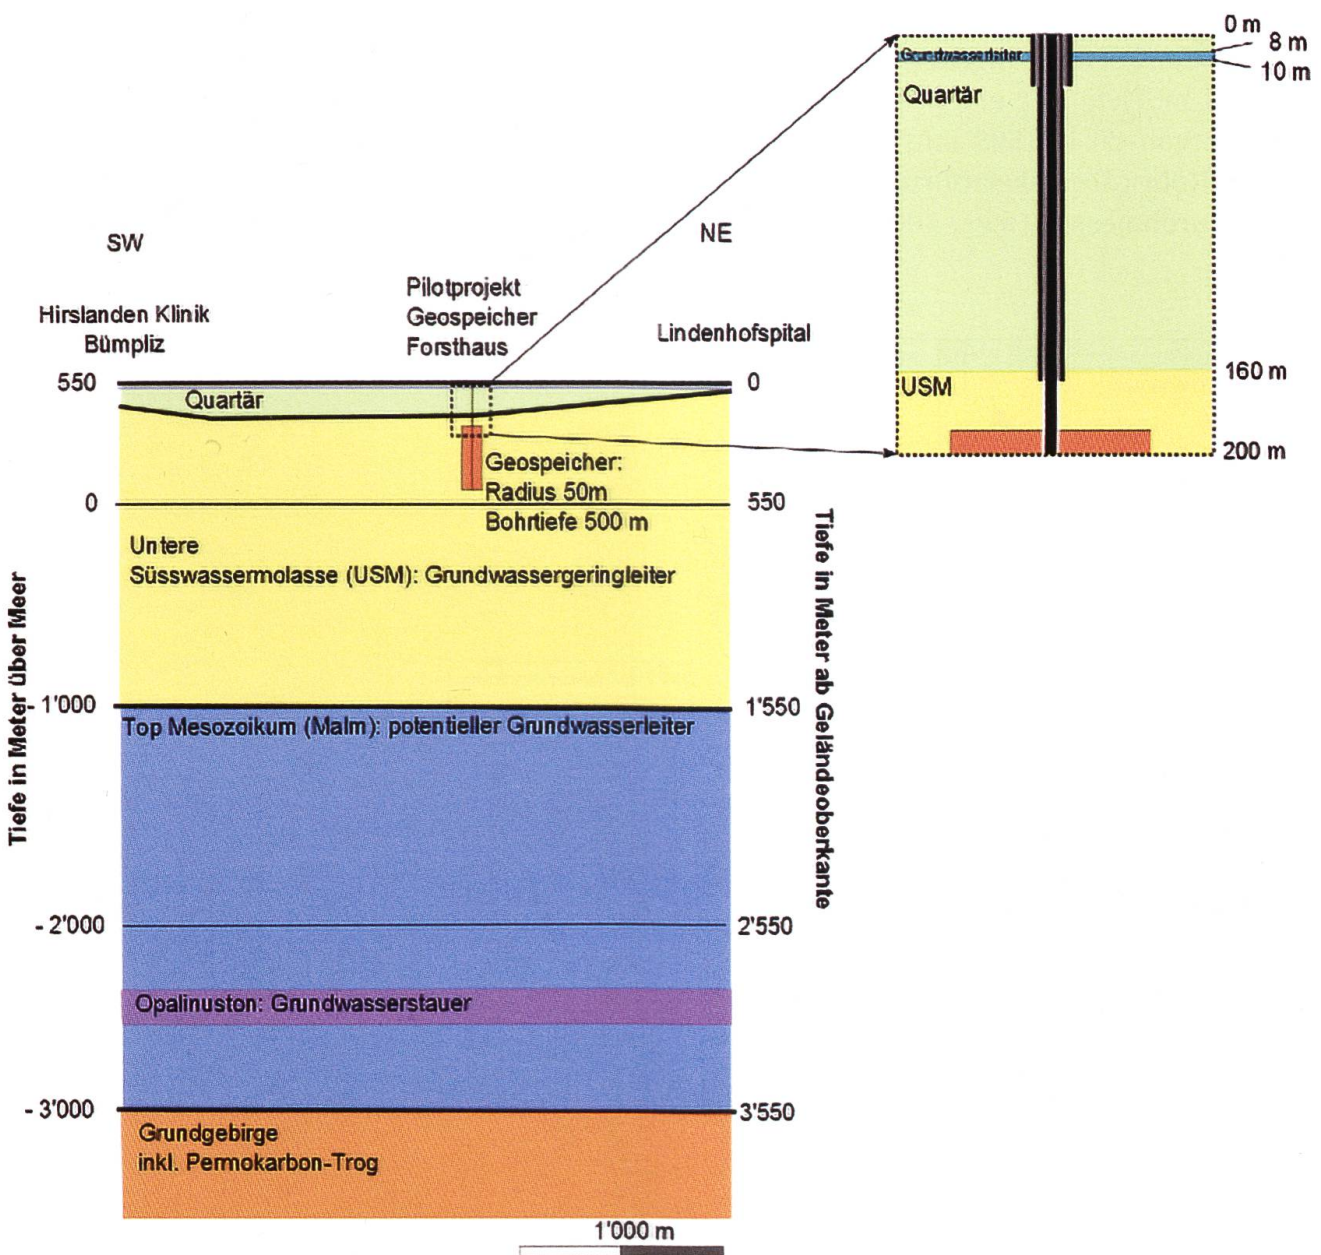 0 m
8 m
Grundwasserleiter
10 m
Quartär
SW
NE
Pilotprojekt
Geospeicher
Forsthaus
Hirslanden Klinik
Bümpliz
Lindenhofspital
160 m
USM
550
0
Quartär
200 m
Geospeicher:
Radius 50m
Bohrtiefe 500 m
0
550
Untere
Süsswassermolasse (USM): Grundwassergeringleiter
Tiefe in Meter über Meer
Tiefe in Meter ab Geländeoberkante
- 1'000
1'550
Top Mesozoikum (Malm): potentieller Grundwasserleiter
- 2'000
2'550
Opalinuston: Grundwasserstauer
- 3'000
3'550
Grundgebirge
inkl. Permokarbon-Trog
1'000 m